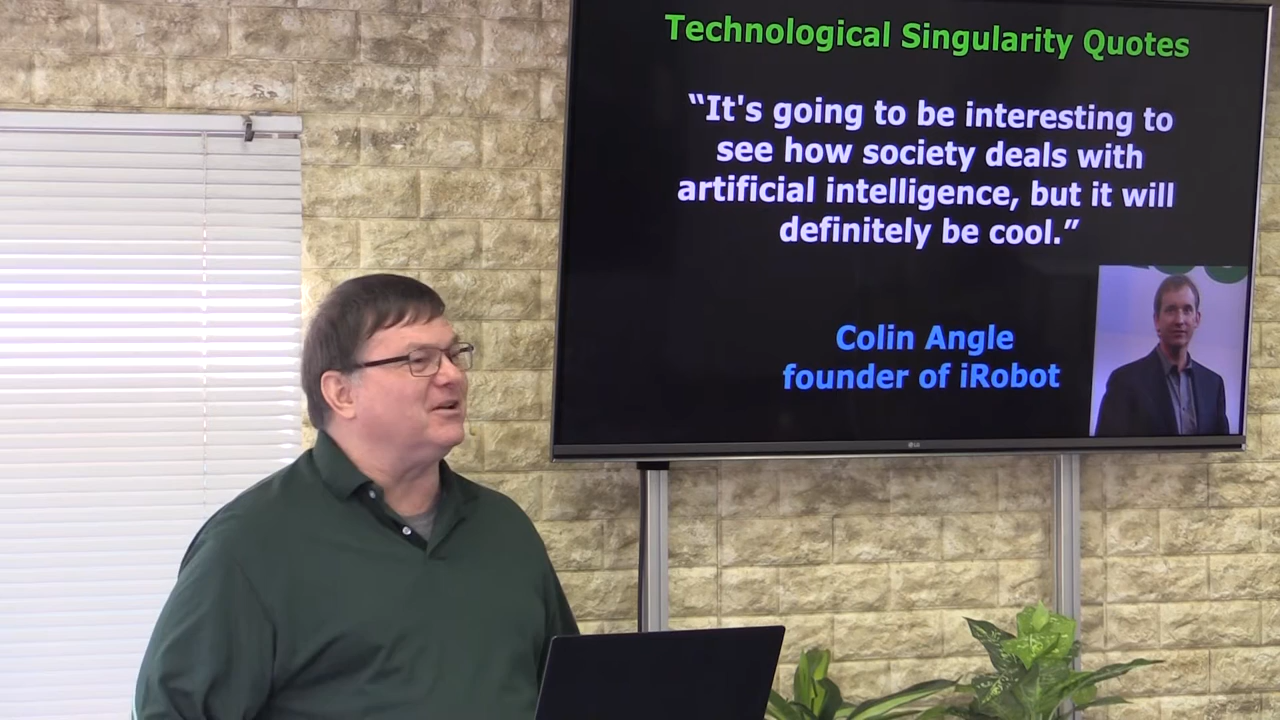 Technological Singularity Quotes
“It's going to be interesting to
see how society deals with
artificial intelligence, but it will
definitely be cool.”
Colin Angle
founder of iRobot
LG